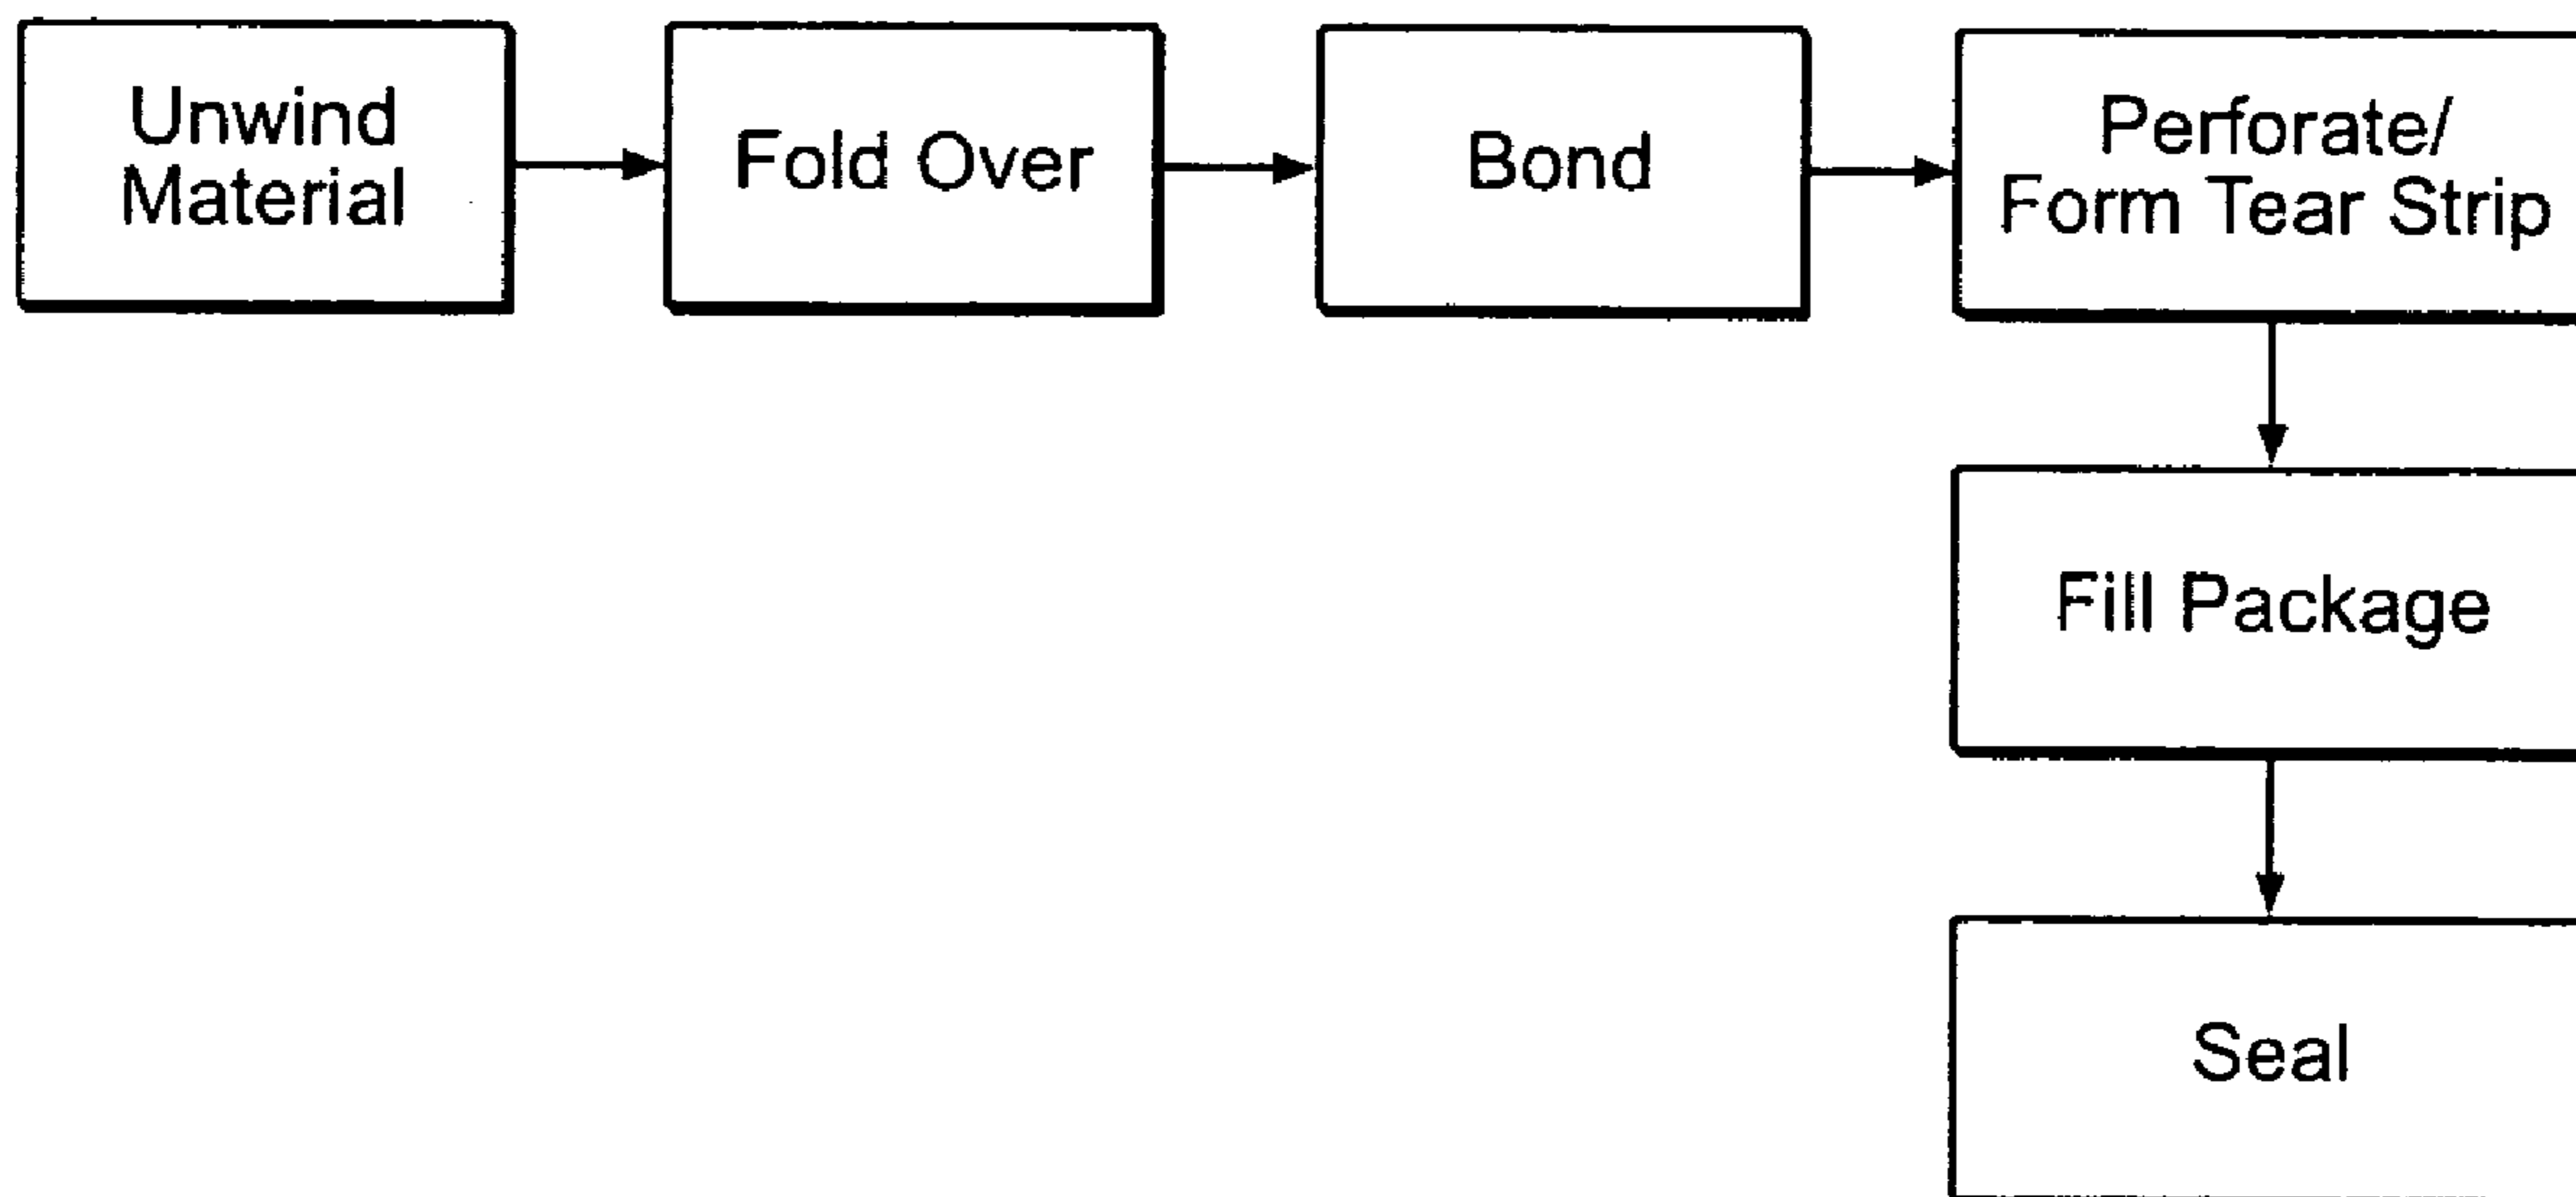 Unwind
Material
Fold Over
Bond
Perforate/
Form Tear Strip
Fill Package
Seal